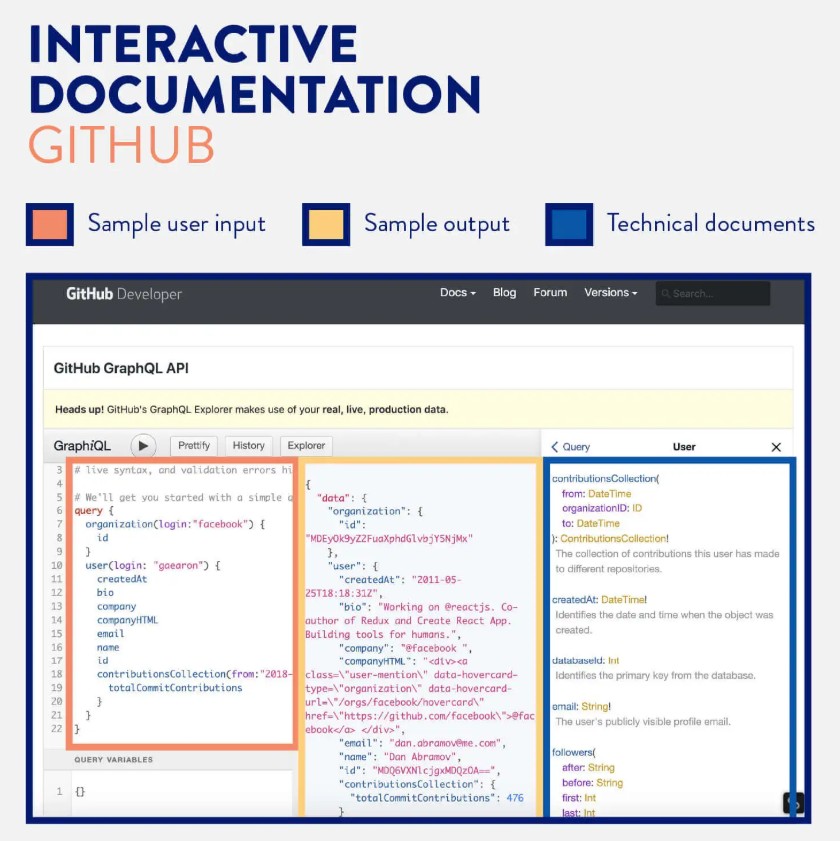 INTERACTIVE
DOCUMENTATION
GITHUB
Sample user input
Sample output
Technical documents
GitHub Developer
Docs
Blog
Forum
Versions
Search...
GitHub GraphQL API
Heads up! GitHub's GraphQL Explorer makes use of your real, live, production data.
GraphiQL
Prettify
History
Explorer
3 # live syntax, and validation errors hi
4
5 # We'll get you started with a simple q
6 query {
7 organization(login:"facebook") {
8 id
9 }
10 user(login: "gaearon") {
11 createdAt
12 bio
13 company
14 companyHTML
15 email
16 name
17 id
18 contributionsCollection(from:"2018-
19 totalCommitContributions
20 }
21 }
22 }
QUERY VARIABLES
1 {}
{
"data": {
"organization": {
"id":
"MDEyOk9yZ2FuaXphdGlvbjY5NjMx"
},
"user": {
"createdAt": "2011-05-
25T18:18:31Z",
"bio": "Working on @reactjs. Co-
author of Redux and Create React App.
Building tools for humans.",
"company": "@facebook ",
"companyHTML": "<div><a
class=\"user-mention\" data-hovercard-
type=\"organization\" data-hovercard-
url=\"/orgs/facebook/hovercard\"
href=\"https://github.com/facebook\">@fac
ebook</a> </div>",
"email": "dan.abramov@me.com",
"name": "Dan Abramov",
"id": "MDQ6VXNlcjgxMDQzOA==",
"contributionsCollection": {
"totalCommitContributions": 476
}
Query
User
contributionsCollection(
from: DateTime
organizationID: ID
to: DateTime
): ContributionsCollection!
The collection of contributions this user has made
to different repositories.
createdAt: DateTime!
Identifies the date and time when the object was
created.
databaseId: Int
Identifies the primary key from the database.
email: String!
The user's publicly visible profile email.
followers(
after: String
before: String
first: Int
last: Int